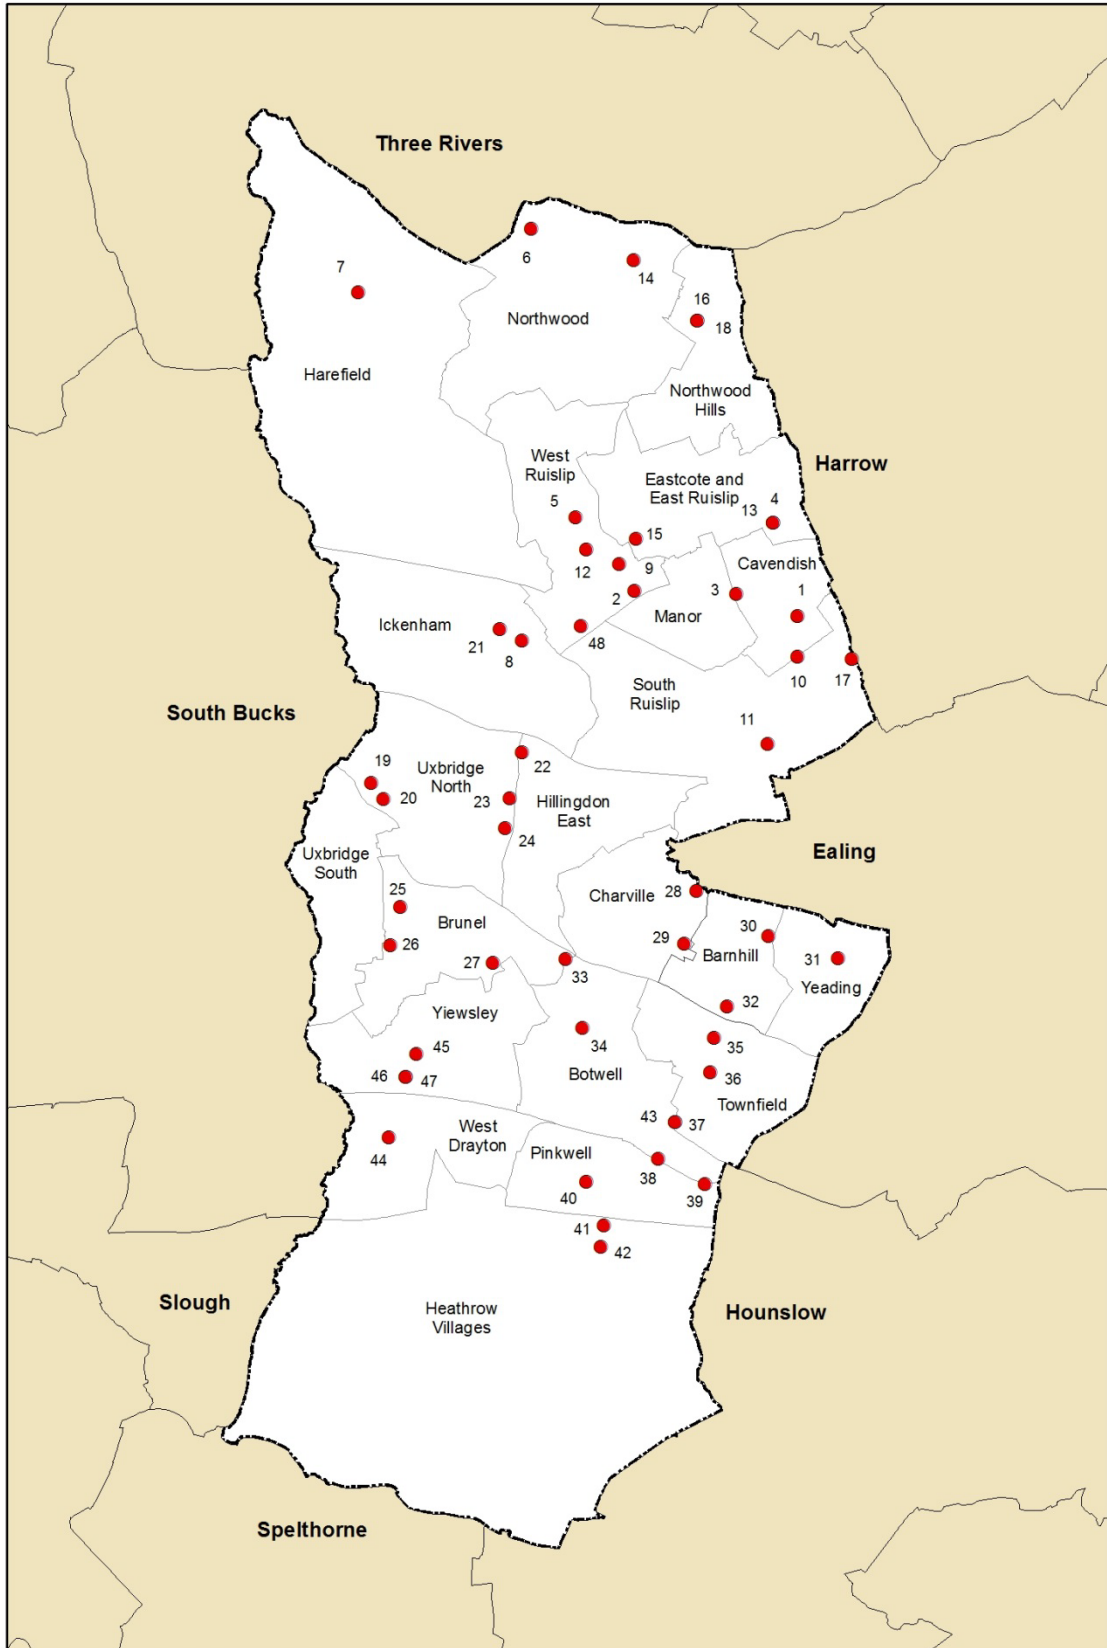 Three Rivers
6
7
14
16
18
Northwood
Harefield
Northwood
Hills
West
Ruislip
Harrow
Eastcote and
East Ruislip
5
13
4
15
12
9
Cavendish
2
3
1
Manor
Ickenham
21
8
48
10
17
South
Ruislip
South Bucks
11
22
19
Uxbridge
North
20
23
Hillingdon
East
24
Uxbridge
South
Ealing
Charville
28
25
Brunel
26
27
29
30
Barnhill
31
33
Yeading
32
Yiewsley
34
35
45
46
47
Botwell
36
Townfield
West
Drayton
43
37
44
Pinkwell
38
40
39
41
42
Slough
Heathrow
Villages
Hounslow
Spelthorne